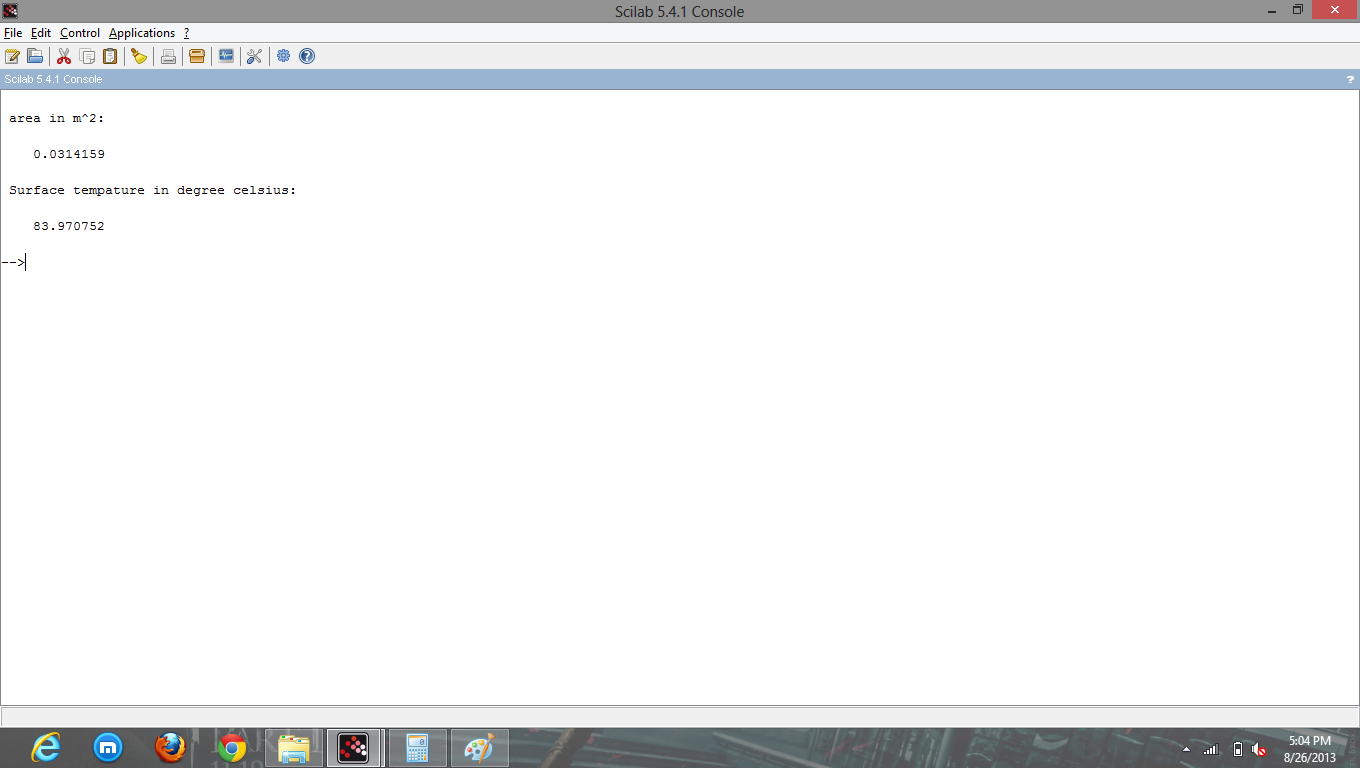 Scilab 5.4.1 Console
File Edit Control Applications ?
Scilab 5.4.1 Console ?
area in m^2:
0.0314159
Surface tempature in degree celsius:
83.970752
-->
5:04 PM
8/26/2013